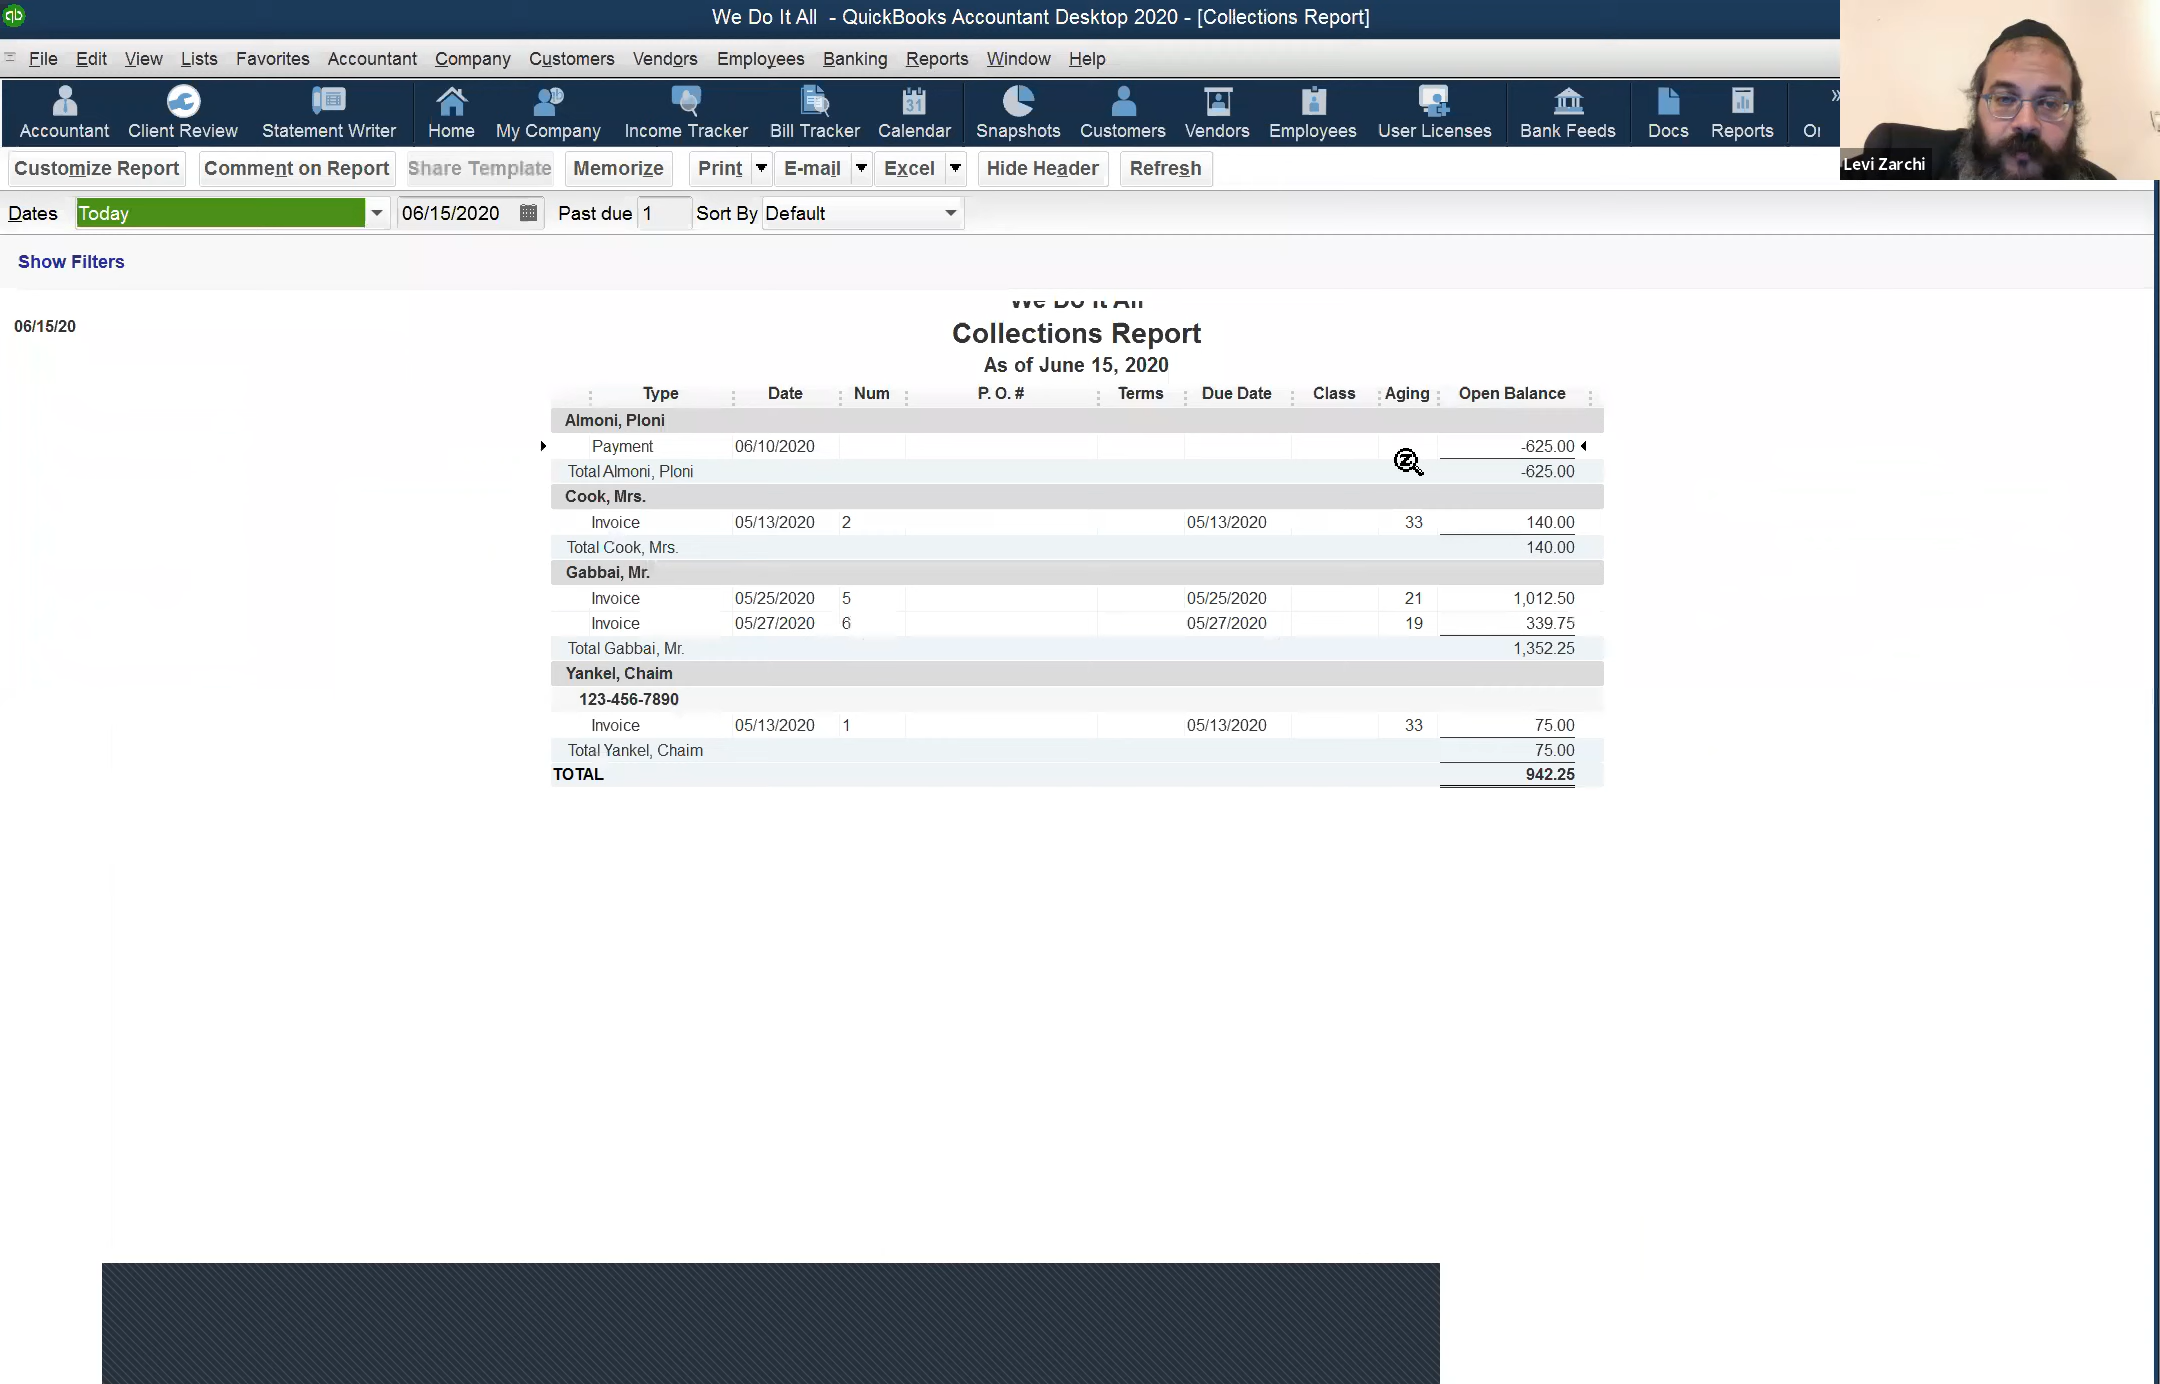 We Do It All - QuickBooks Accountant Desktop 2020 - [Collections Report]
File Edit View Lists Favorites Accountant Company Customers Vendors Employees Banking Reports Window Help
Accountant Client Review Statement Writer Home My Company Income Tracker Bill Tracker 31 Calendar Snapshots Customers Vendors Employees User Licenses Bank Feeds Docs Reports
Levi Zarchi
Customize Report Comment on Report Share Template Memorize Print E-mail Excel Hide Header Refresh
Dates Today 06/15/2020 Past due 1 Sort By Default
Show Filters
We Do It All
06/15/20
Collections Report
As of June 15, 2020
Type Date Num P. O. # Terms Due Date Class Aging Open Balance
Almoni, Ploni
Payment 06/10/2020 -625.00
Total Almoni, Ploni -625.00
Cook, Mrs.
Invoice 05/13/2020 2 05/13/2020 33 140.00
Total Cook, Mrs. 140.00
Gabbai, Mr.
Invoice 05/25/2020 5 05/25/2020 21 1,012.50
Invoice 05/27/2020 6 05/27/2020 19 339.75
Total Gabbai, Mr. 1,352.25
Yankel, Chaim
123-456-7890
Invoice 05/13/2020 1 05/13/2020 33 75.00
Total Yankel, Chaim 75.00
TOTAL 942.25